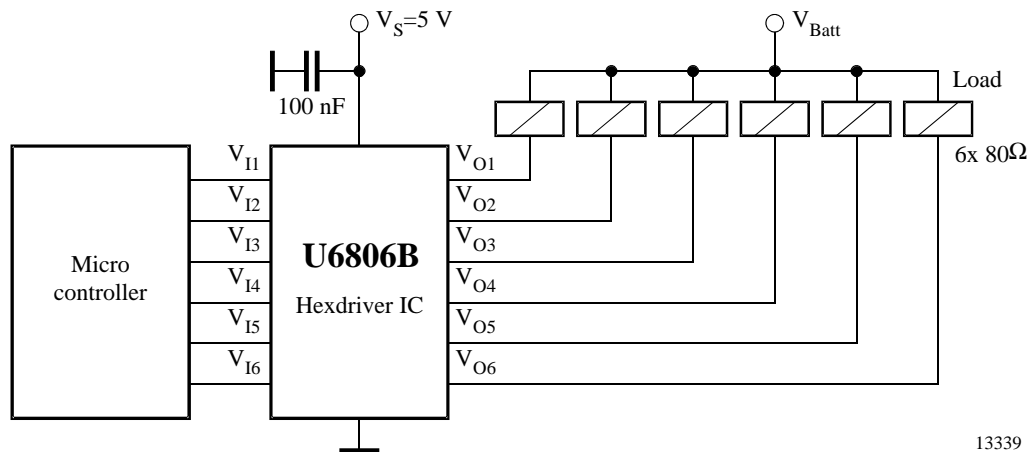 V_S=5 V
V_Batt
100 nF
Load
6x 80Ω
V_I1
V_I2
V_I3
V_I4
V_I5
V_I6
V_O1
V_O2
V_O3
V_O4
V_O5
V_O6
Micro
controller
U6806B
Hexdriver IC
13339